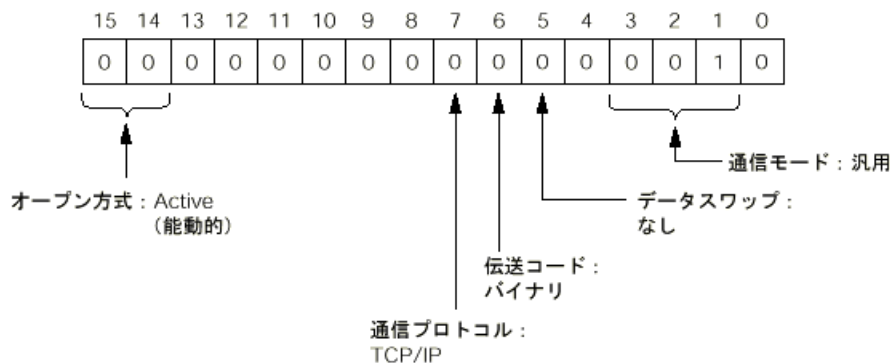 15 14 13 12 11 10 9 8 7 6 5 4 3 2 1 0
0 0 0 0 0 0 0 0 0 0 0 0 0 0 1 0
通信モード：汎用
オープン方式：Active
（能動的）
データスワップ：
なし
伝送コード：
バイナリ
通信プロトコル：
TCP/IP